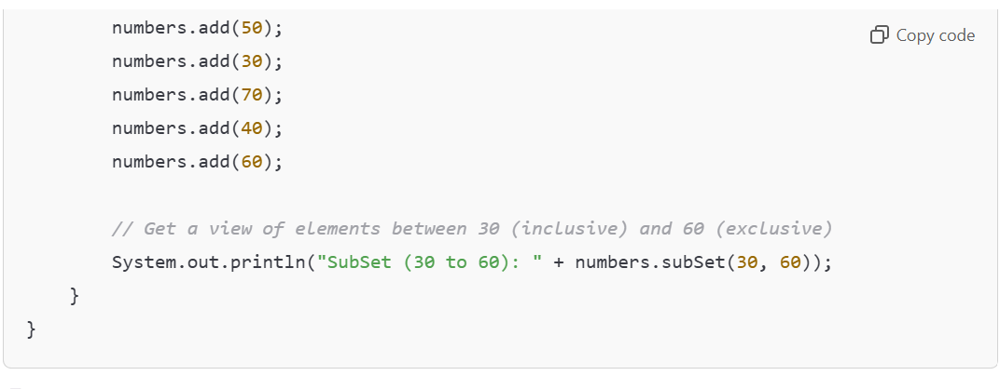 numbers.add(50);
Copy code
numbers.add(30);
numbers.add(70);
numbers.add(40);
numbers.add(60);
// Get a view of elements between 30 (inclusive) and 60 (exclusive)
System.out.println("SubSet (30 to 60): " + numbers.subSet(30, 60));
}
}